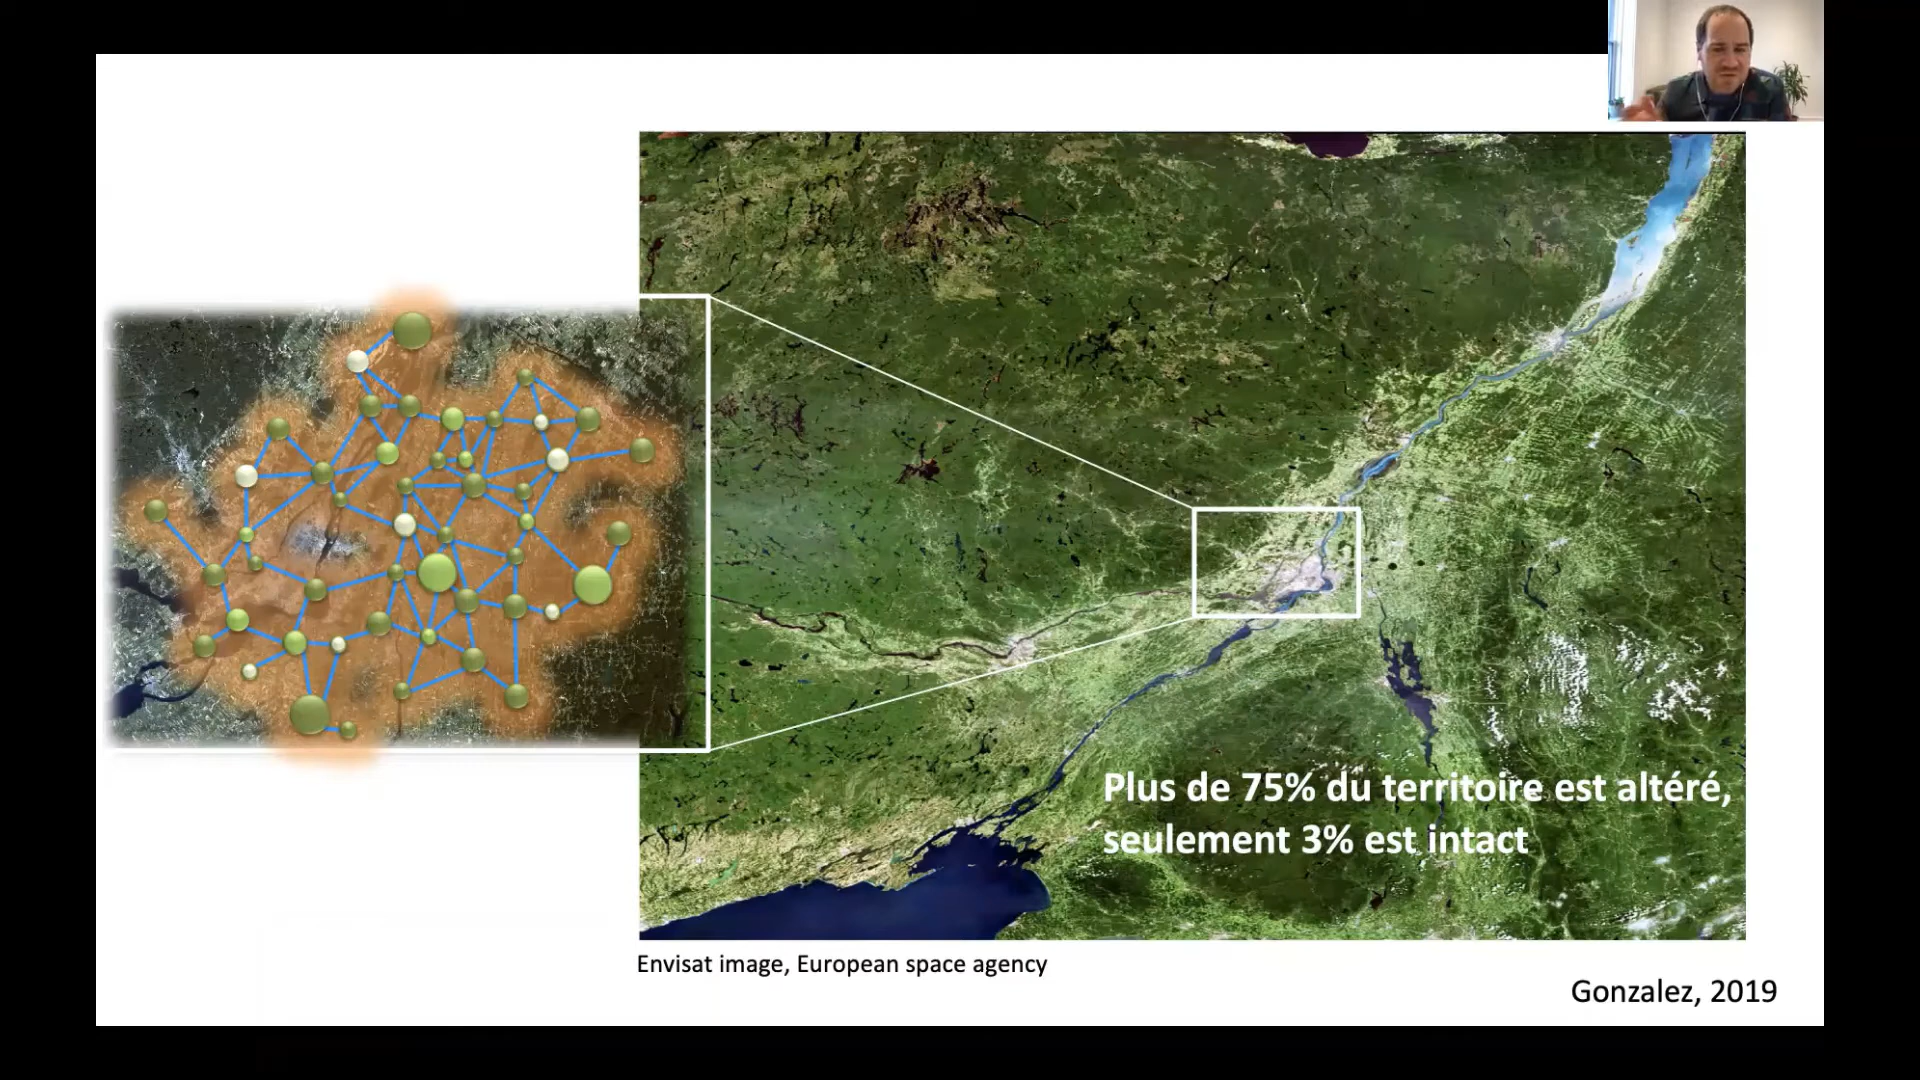 Plus de 75% du territoire est altéré,
seulement 3% est intact
Envisat image, European space agency
Gonzalez, 2019